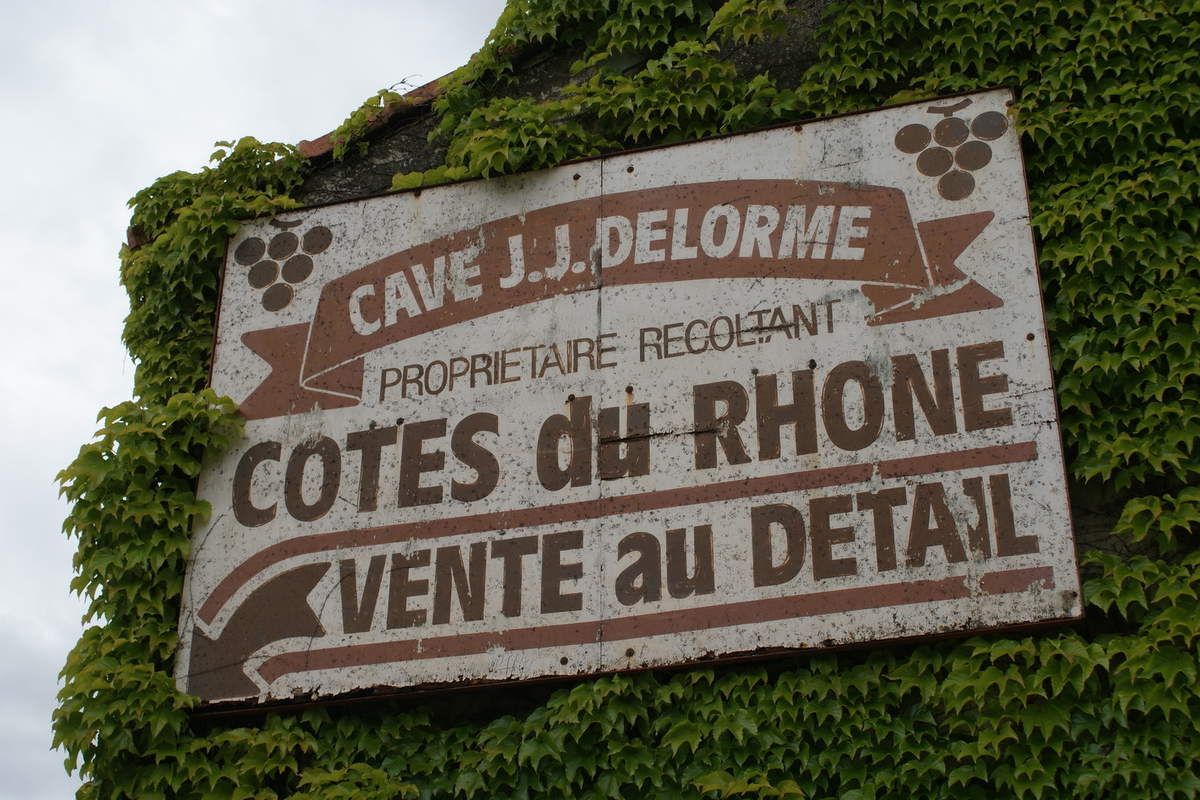 CAVE J.J. DELORME
PROPRIETAIRE RECOLTANT
COTES du RHONE
VENTE au DETAIL